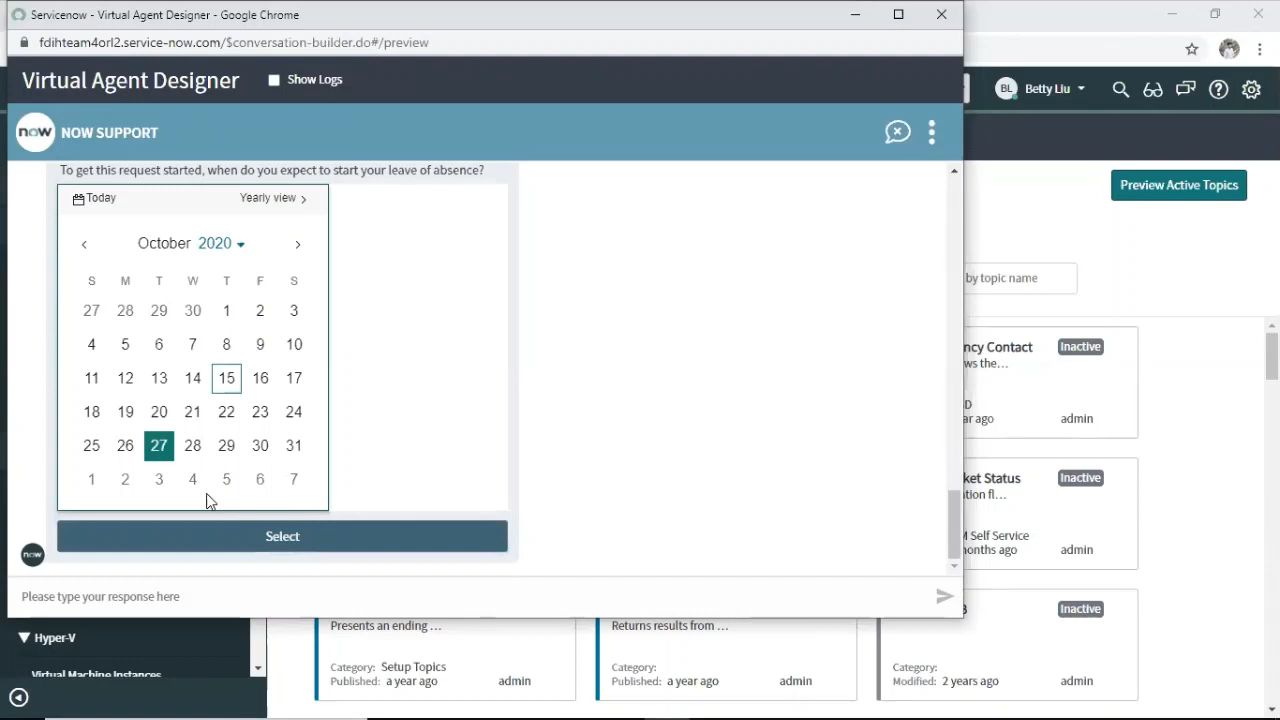 Servicenow - Virtual Agent Designer - Google Chrome
fdihteam4orl2.service-now.com/$conversation-builder.do#/preview
Virtual Agent Designer
Show Logs
BL
Betty Liu
now
NOW SUPPORT
To get this request started, when do you expect to start your leave of absence?
Today
Yearly view
October 2020
S M T W T F S
27 28 29 30 1 2 3
4 5 6 7 8 9 10
11 12 13 14 15 16 17
18 19 20 21 22 23 24
25 26 27 28 29 30 31
1 2 3 4 5 6 7
Select
now
Please type your response here
Preview Active Topics
by topic name
ncy Contact
Inactive
ws the…
D
ar ago
admin
ket Status
Inactive
tion fl…
M Self Service
months ago
admin
Inactive
Category:
Modified: 2 years ago
admin
Hyper-V
Virtual Machine Instances
Presents an ending …
Category: Setup Topics
Published: a year ago
admin
Returns results from …
Category:
Published: a year ago
admin